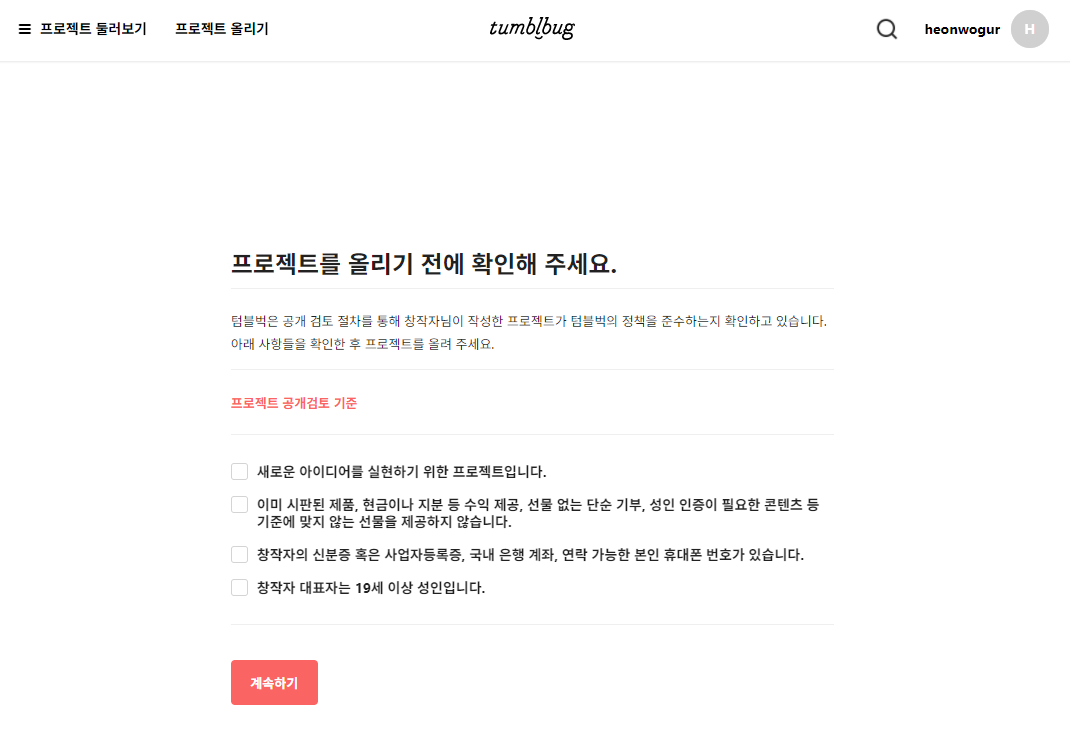 프로젝트 둘러보기 프로젝트 올리기 tumblbug heonwogur H
프로젝트를 올리기 전에 확인해 주세요.
텀블벅은 공개 검토 절차를 통해 창작자님이 작성한 프로젝트가 텀블벅의 정책을 준수하는지 확인하고 있습니다.
아래 사항들을 확인한 후 프로젝트를 올려 주세요.
프로젝트 공개검토 기준
새로운 아이디어를 실현하기 위한 프로젝트입니다.
이미 시판된 제품, 현금이나 지분 등 수익 제공, 선물 없는 단순 기부, 성인 인증이 필요한 콘텐츠 등
기준에 맞지 않는 선물을 제공하지 않습니다.
창작자의 신분증 혹은 사업자등록증, 국내 은행 계좌, 연락 가능한 본인 휴대폰 번호가 있습니다.
창작자 대표자는 19세 이상 성인입니다.
계속하기